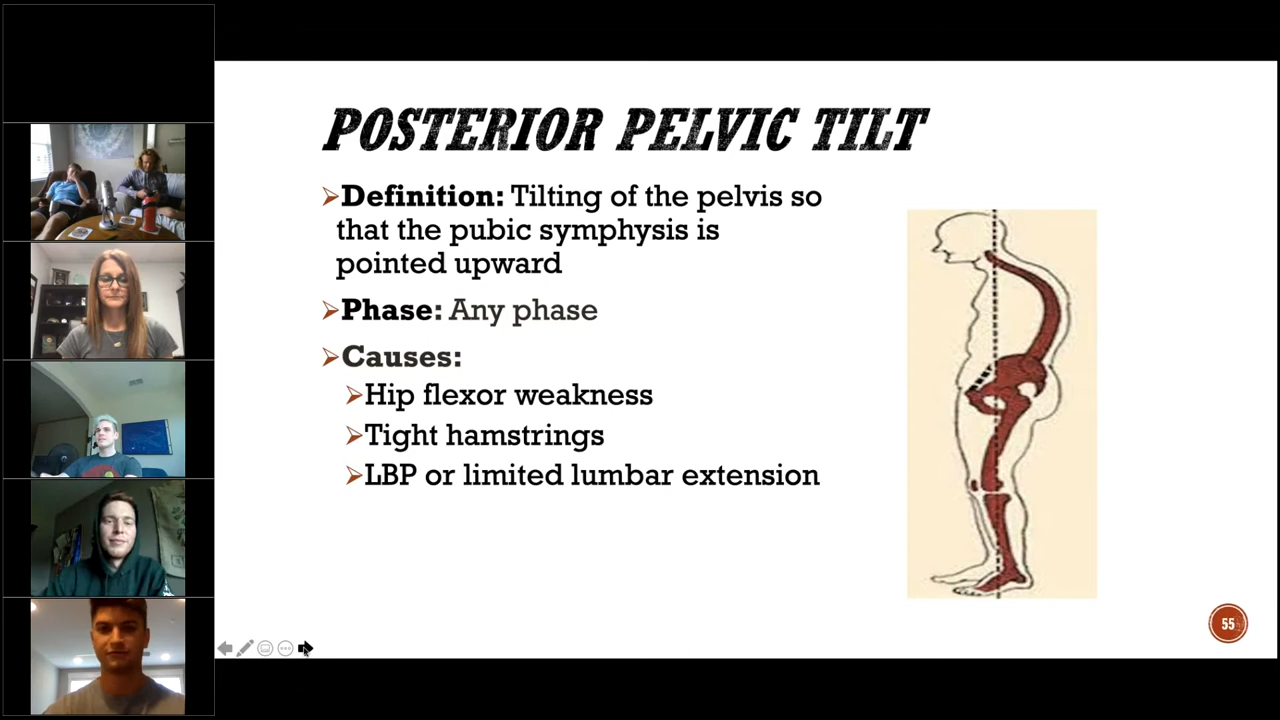 POSTERIOR PELVIC TILT
➢Definition: Tilting of the pelvis so
that the pubic symphysis is
pointed upward
➢Phase: Any phase
➢Causes:
➢Hip flexor weakness
➢Tight hamstrings
➢LBP or limited lumbar extension
55